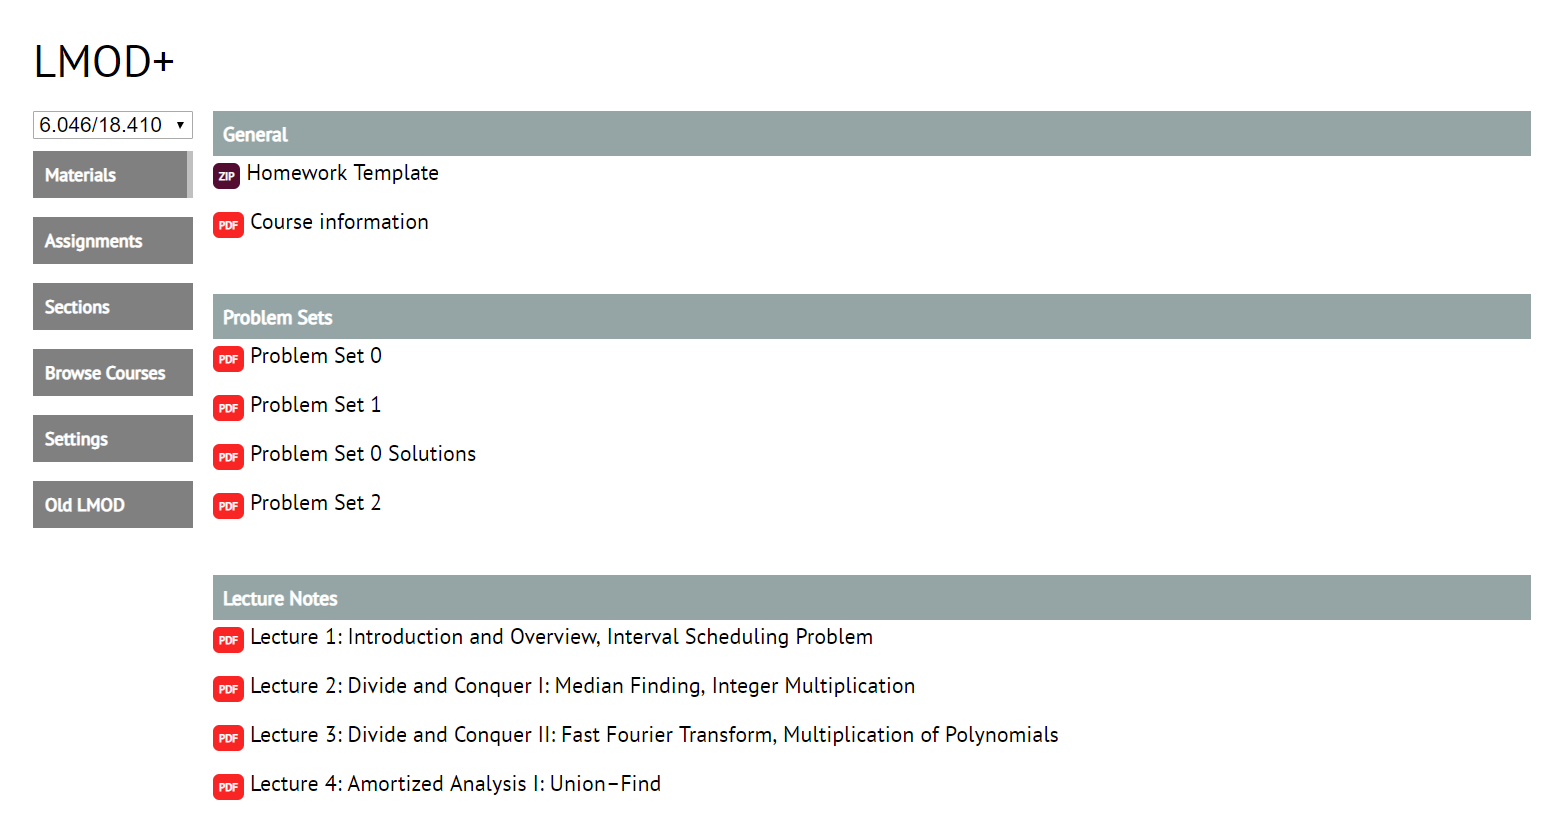 LMOD+
6.046/18.410
Materials
Assignments
Sections
Browse Courses
Settings
Old LMOD
General
ZIP Homework Template
PDF Course information
Problem Sets
PDF Problem Set 0
PDF Problem Set 1
PDF Problem Set 0 Solutions
PDF Problem Set 2
Lecture Notes
PDF Lecture 1: Introduction and Overview, Interval Scheduling Problem
PDF Lecture 2: Divide and Conquer I: Median Finding, Integer Multiplication
PDF Lecture 3: Divide and Conquer II: Fast Fourier Transform, Multiplication of Polynomials
PDF Lecture 4: Amortized Analysis I: Union–Find